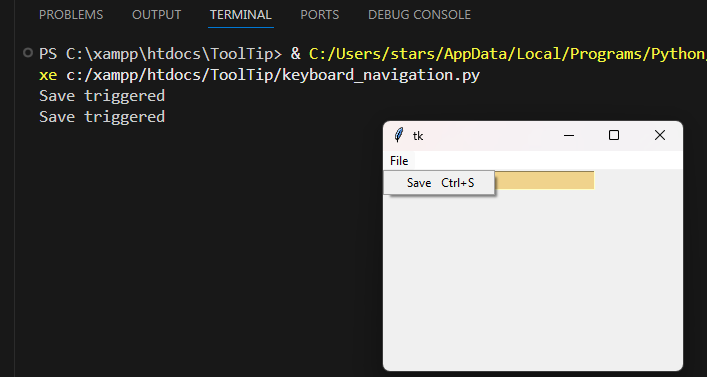 PROBLEMS OUTPUT TERMINAL PORTS DEBUG CONSOLE
PS C:\xampp\htdocs\ToolTip> & C:/Users/stars/AppData/Local/Programs/Python/
xe c:/xampp/htdocs/ToolTip/keyboard_navigation.py
Save triggered
Save triggered
tk
File
Save Ctrl+S